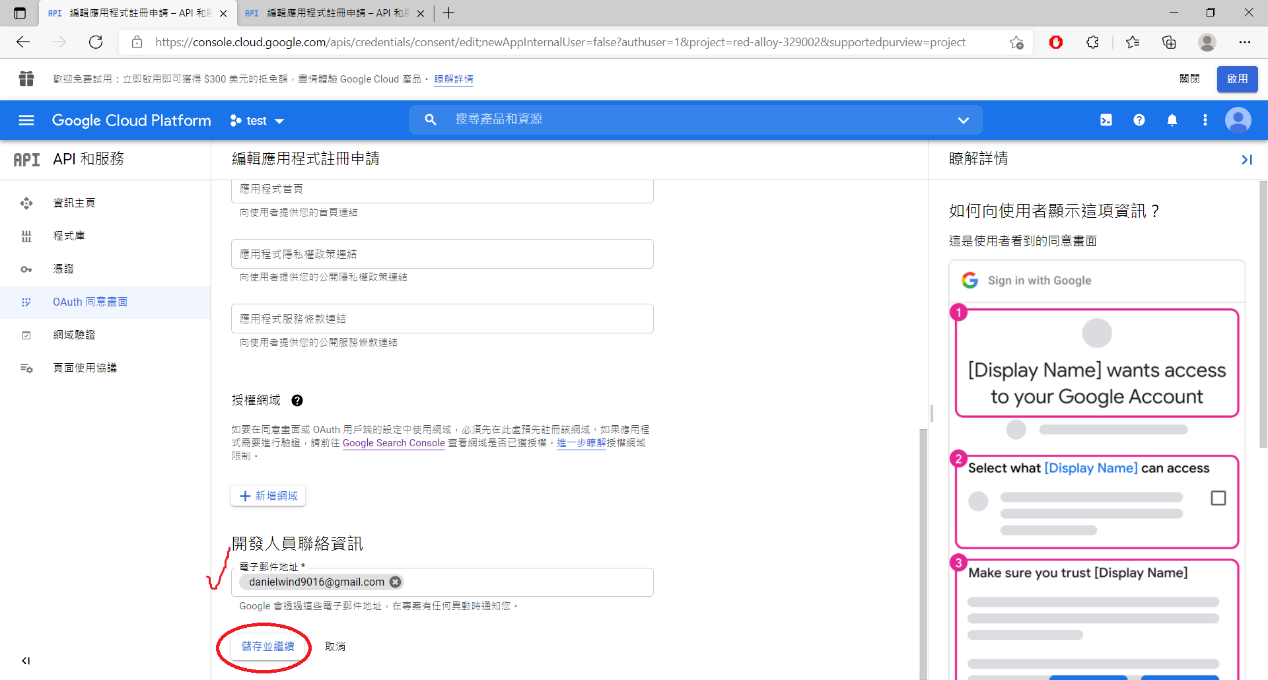 API 編輯應用程式註冊申請 – API 和服
API 編輯應用程式註冊申請 – API 和服
https://console.cloud.google.com/apis/credentials/consent/edit;newAppInternalUser=false?authuser=1&project=red-alloy-329002&supportedpurview=project
歡迎免費試用：立即啟用即可獲得 $300 美元的抵免額，盡情體驗 Google Cloud 產品。 瞭解詳情
關閉
啟用
Google Cloud Platform
test
搜尋產品和資源
API API 和服務
編輯應用程式註冊申請
瞭解詳情
資訊主頁
程式庫
憑證
OAuth 同意畫面
網域驗證
頁面使用協議
應用程式首頁
向使用者提供您的首頁連結
應用程式隱私權政策連結
向使用者提供您的公開隱私權政策連結
應用程式服務條款連結
向使用者提供您的公開服務條款連結
授權網域
如要在同意畫面或 OAuth 用戶端的設定中使用網域，必須先在此處預先註冊該網域。如果應用程
式需要進行驗證，請前往 Google Search Console 查看網域是否已獲授權。進一步瞭解授權網域
限制。
新增網域
開發人員聯絡資訊
電子郵件地址 *
danielwind9016@gmail.com
Google 會透過這些電子郵件地址，在專案有任何異動時通知您。
儲存並繼續
取消
如何向使用者顯示這項資訊？
這是使用者看到的同意畫面
Sign in with Google
1
[Display Name] wants access
to your Google Account
2
Select what [Display Name] can access
3
Make sure you trust [Display Name]